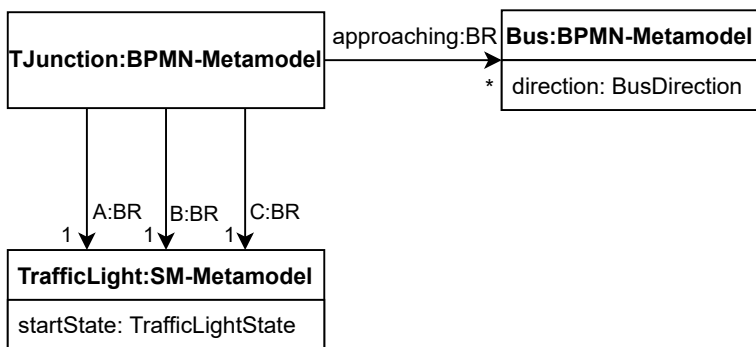 approaching:BR
TJunction:BPMN-Metamodel
*
Bus:BPMN-Metamodel
direction: BusDirection
A:BR
B:BR
C:BR
1
1
1
TrafficLight:SM-Metamodel
startState: TrafficLightState